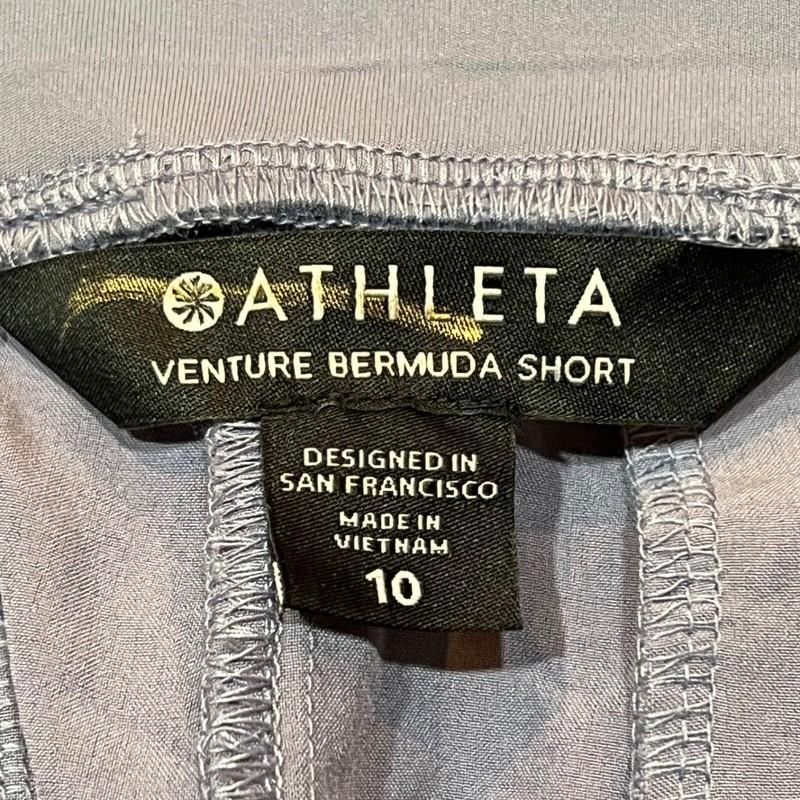 ATHLETA
VENTURE BERMUDA SHORT
DESIGNED IN
SAN FRANCISCO
MADE IN
VIETNAM
10